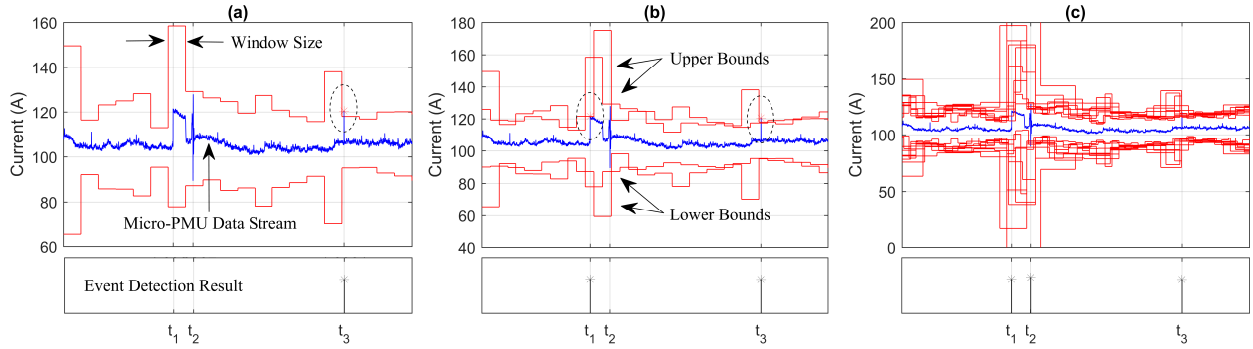 (a)
160
140
120
100
80
60
Current (A)
Window Size
Micro-PMU Data Stream
Event Detection Result
t1 t2 t3
(b)
180
160
140
120
100
80
60
40
Current (A)
Upper Bounds
Lower Bounds
t1 t2 t3
(c)
200
150
100
50
0
Current (A)
t1 t2 t3